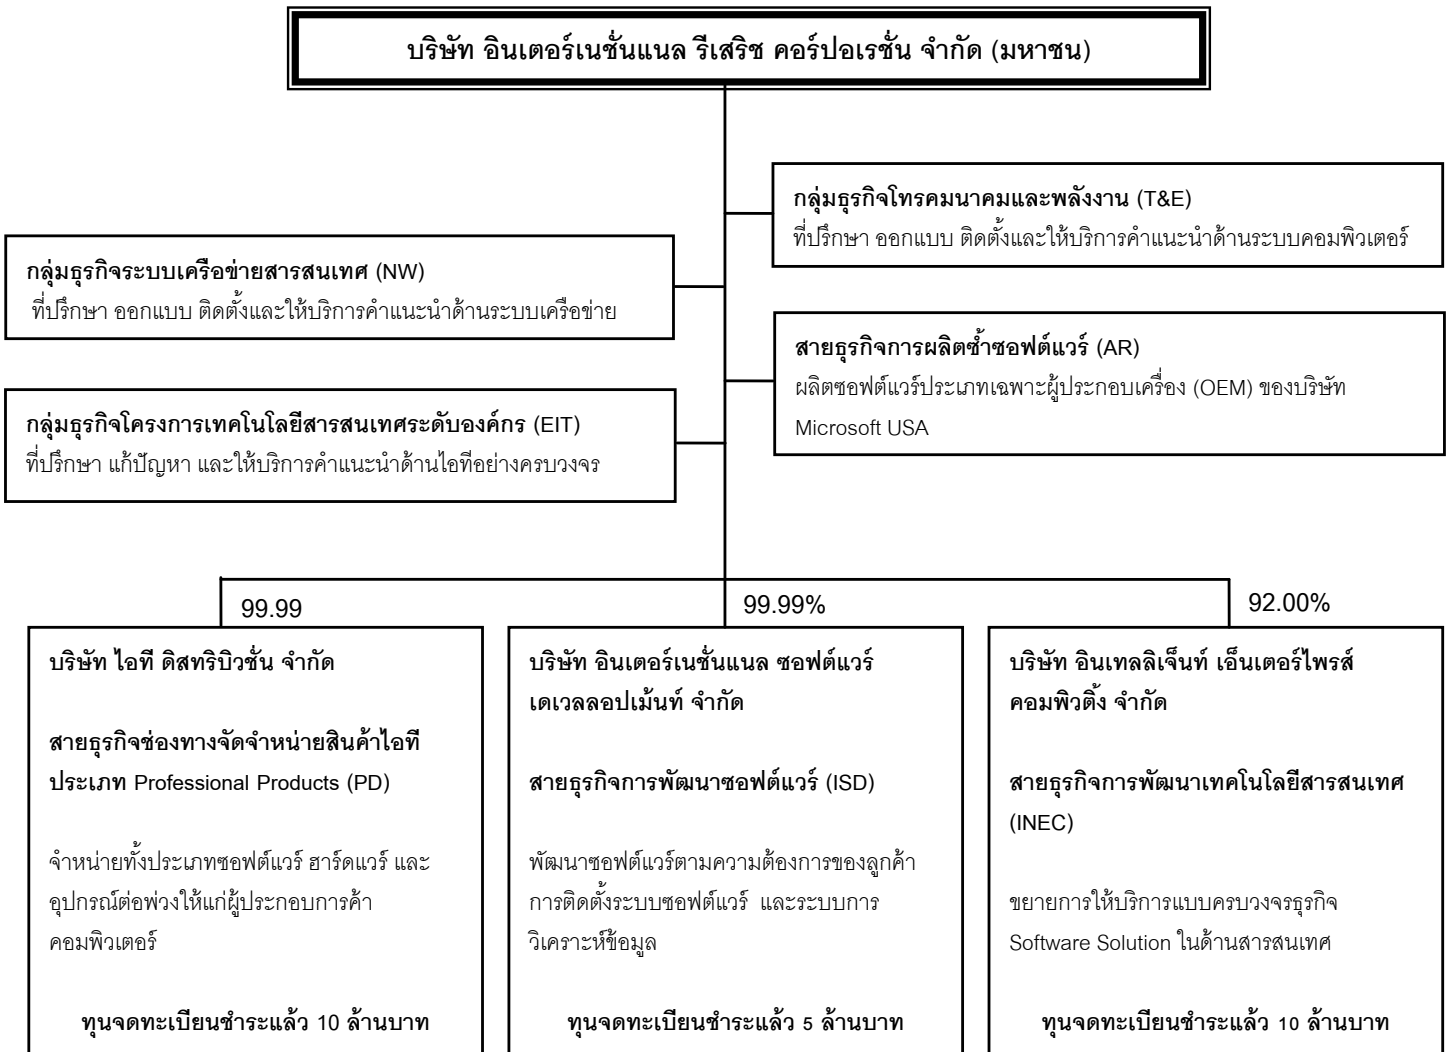 บริษัท อินเตอร์เนชั่นแนล รีเสริช คอร์ปอเรชั่น จำกัด (มหาชน)
กลุ่มธุรกิจโทรคมนาคมและพลังงาน (T&E)
ที่ปรึกษา ออกแบบ ติดตั้งและให้บริการคำแนะนำด้านระบบคอมพิวเตอร์
กลุ่มธุรกิจระบบเครือข่ายสารสนเทศ (NW)
ที่ปรึกษา ออกแบบ ติดตั้งและให้บริการคำแนะนำด้านระบบเครือข่าย
สายธุรกิจการผลิตซ้ำซอฟต์แวร์ (AR)
ผลิตซอฟต์แวร์ประเภทเฉพาะผู้ประกอบเครื่อง (OEM) ของบริษัท
Microsoft USA
กลุ่มธุรกิจโครงการเทคโนโลยีสารสนเทศระดับองค์กร (EIT)
ที่ปรึกษา แก้ปัญหา และให้บริการคำแนะนำด้านไอทีอย่างครบวงจร
99.99
บริษัท ไอที ดิสทริบิวชั่น จำกัด
สายธุรกิจช่องทางจัดจำหน่ายสินค้าไอที
ประเภท Professional Products (PD)
จำหน่ายทั้งประเภทซอฟต์แวร์ ฮาร์ดแวร์ และ
อุปกรณ์ต่อพ่วงให้แก่ผู้ประกอบการค้า
คอมพิวเตอร์
ทุนจดทะเบียนชำระแล้ว 10 ล้านบาท
99.99%
บริษัท อินเตอร์เนชั่นแนล ซอฟต์แวร์
เดเวลลอปเม้นท์ จำกัด
สายธุรกิจการพัฒนาซอฟต์แวร์ (ISD)
พัฒนาซอฟต์แวร์ตามความต้องการของลูกค้า
การติดตั้งระบบซอฟต์แวร์ และระบบการ
วิเคราะห์ข้อมูล
ทุนจดทะเบียนชำระแล้ว 5 ล้านบาท
92.00%
บริษัท อินเทลลิเจ็นท์ เอ็นเตอร์ไพรส์
คอมพิวติ้ง จำกัด
สายธุรกิจการพัฒนาเทคโนโลยีสารสนเทศ
(INEC)
ขยายการให้บริการแบบครบวงจรธุรกิจ
Software Solution ในด้านสารสนเทศ
ทุนจดทะเบียนชำระแล้ว 10 ล้านบาท